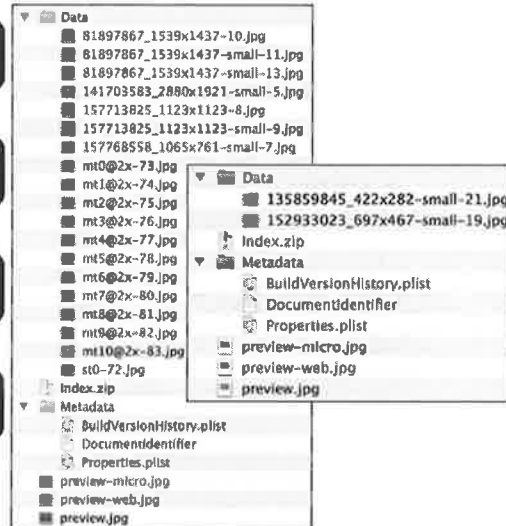 Data
81897867_1539x1437-10.jpg
81897867_1539x1437-small-11.jpg
81897867_1539x1437-small-13.jpg
141703583_2880x1921-small-5.jpg
157713825_1123x1123-8.jpg
157713825_1123x1123-small-9.jpg
157768558_1065x761-small-7.jpg
mt0@2x-73.jpg
mt1@2x-74.jpg
mt2@2x-75.jpg
mt3@2x-76.jpg
mt4@2x-77.jpg
mt5@2x-78.jpg
mt6@2x-79.jpg
mt7@2x-80.jpg
mt8@2x-81.jpg
mt9@2x-82.jpg
mt10@2x-83.jpg
st0-72.jpg
Index.zip
Metadata
BuildVersionHistory.plist
DocumentIdentifier
Properties.plist
preview-micro.jpg
preview-web.jpg
preview.jpg
Data
135859845_422x282-small-21.jpg
152933023_697x467-small-19.jpg
Index.zip
Metadata
BuildVersionHistory.plist
DocumentIdentifier
Properties.plist
preview-micro.jpg
preview-web.jpg
preview.jpg